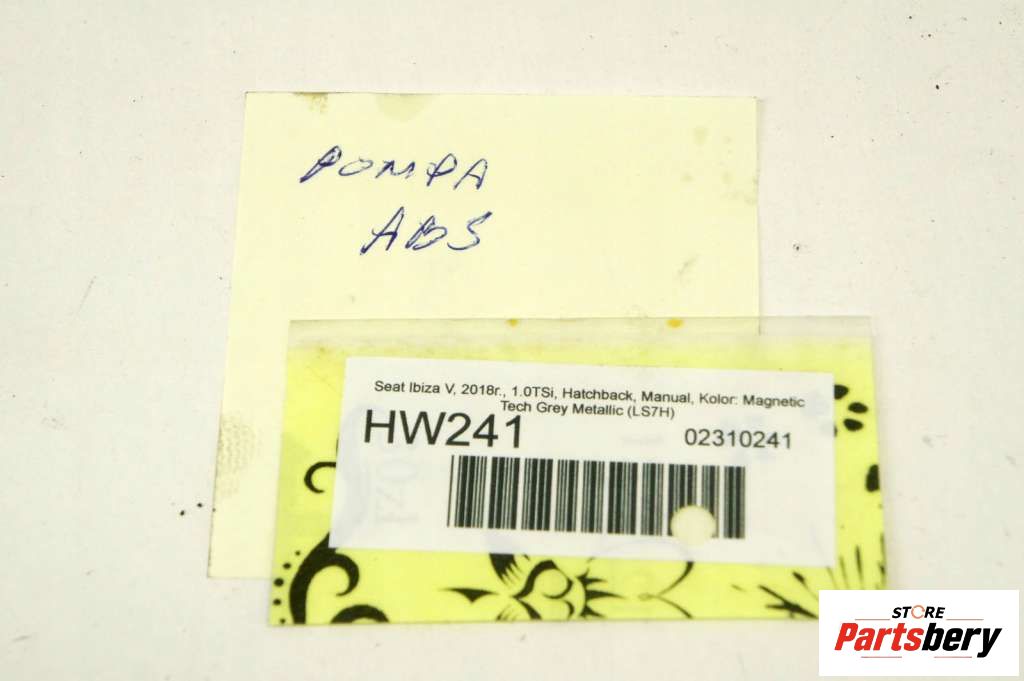 POMPA
ABS
Seat Ibiza V, 2018r., 1.0TSi, Hatchback, Manual, Kolor: Magnetic
Tech Grey Metallic (LS7H)
HW241
02310241
STORE
Partsbery